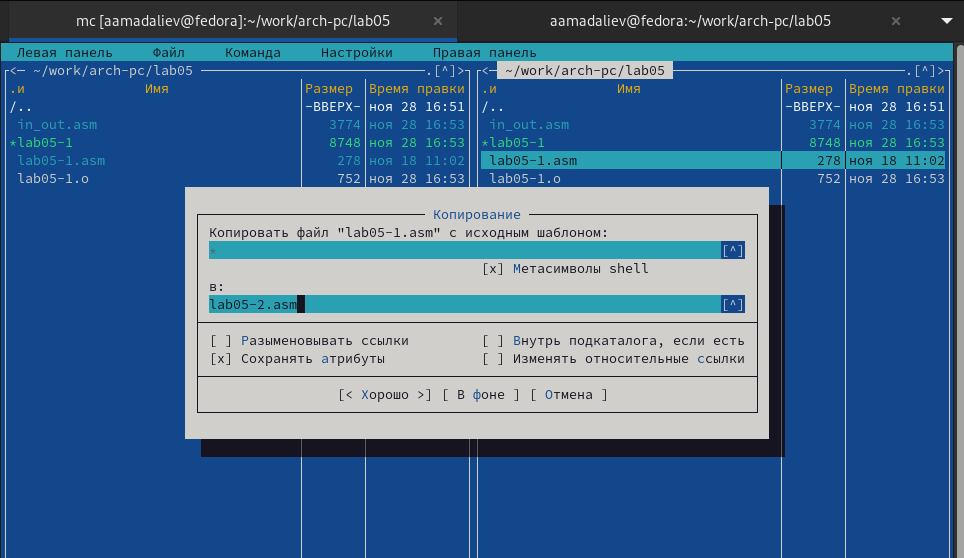 mc [aamadaliev@fedora]:~/work/arch-pc/lab05 × aamadaliev@fedora:~/work/arch-pc/lab05 ×
Левая панель Файл Команда Настройки Правая панель
<─ ~/work/arch-pc/lab05 .[^]> <─ ~/work/arch-pc/lab05 .[^]>
.и Имя Размер Время правки .и Имя Размер Время правки
/.. -ВВЕРХ- ноя 28 16:51 /.. -ВВЕРХ- ноя 28 16:51
in_out.asm 3774 ноя 28 16:53 in_out.asm 3774 ноя 28 16:53
*lab05-1 8748 ноя 28 16:53 *lab05-1 8748 ноя 28 16:53
lab05-1.asm 278 ноя 18 11:02 lab05-1.asm 278 ноя 18 11:02
lab05-1.o 752 ноя 28 16:53 lab05-1.o 752 ноя 28 16:53
Копирование
Копировать файл "lab05-1.asm" с исходным шаблоном:
* [^]
[x] Метасимволы shell
в:
lab05-2.asm [^]
[ ] Разыменовывать ссылки [ ] Внутрь подкаталога, если есть
[x] Сохранять атрибуты [ ] Изменять относительные ссылки
[< Хорошо >] [ В фоне ] [ Отмена ]